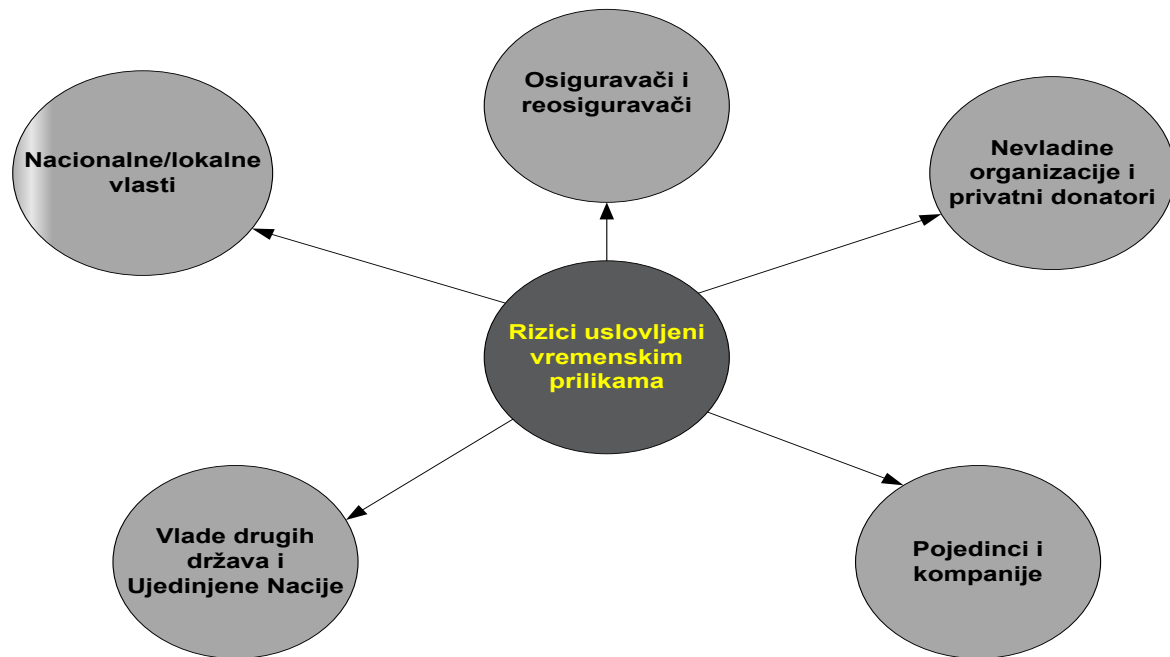 Osiguravači i
reosiguravači
Nacionalne/lokalne
vlasti
Nevladine
organizacije i
privatni donatori
Rizici uslovljeni
vremenskim
prilikama
Vlade drugih
država i
Ujedinjene Nacije
Pojedinci i
kompanije